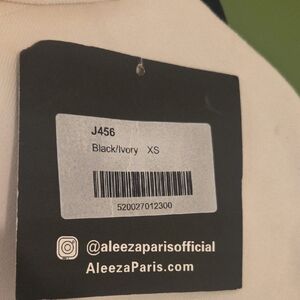 J456
Black/Ivory XS
520027012300
@aleezaparisofficial
AleezaParis.com